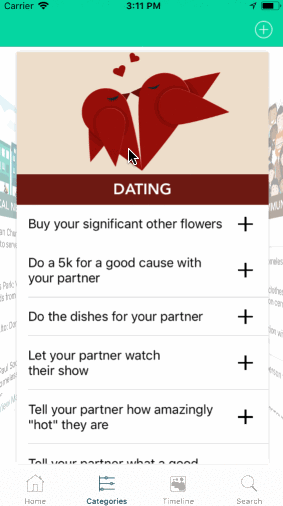 Carrier 3:11 PM
DATING
Buy your significant other flowers
Do a 5k for a good cause with
your partner
Do the dishes for your partner
Let your partner watch
their show
Tell your partner how amazingly
"hot" they are
Tell your partner what a good
Home Categories Timeline Search